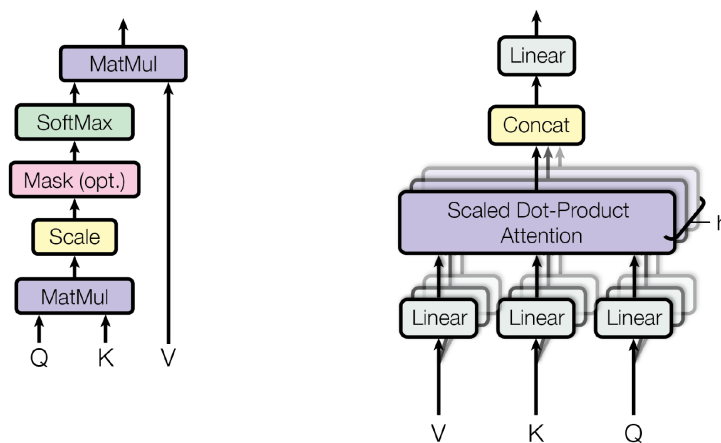 MatMul
SoftMax
Mask (opt.)
Scale
MatMul
Q K V
Linear
Concat
Scaled Dot-Product
Attention
h
Linear Linear Linear
V K Q